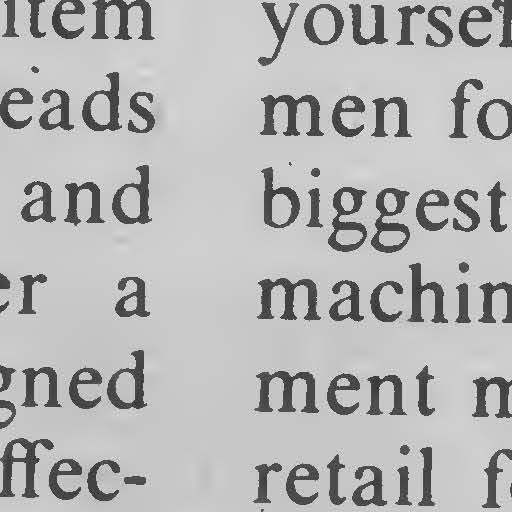 item
eads
and
er a
gned
ffec-
yoursel
men fo
biggest
machin
ment m
retail f